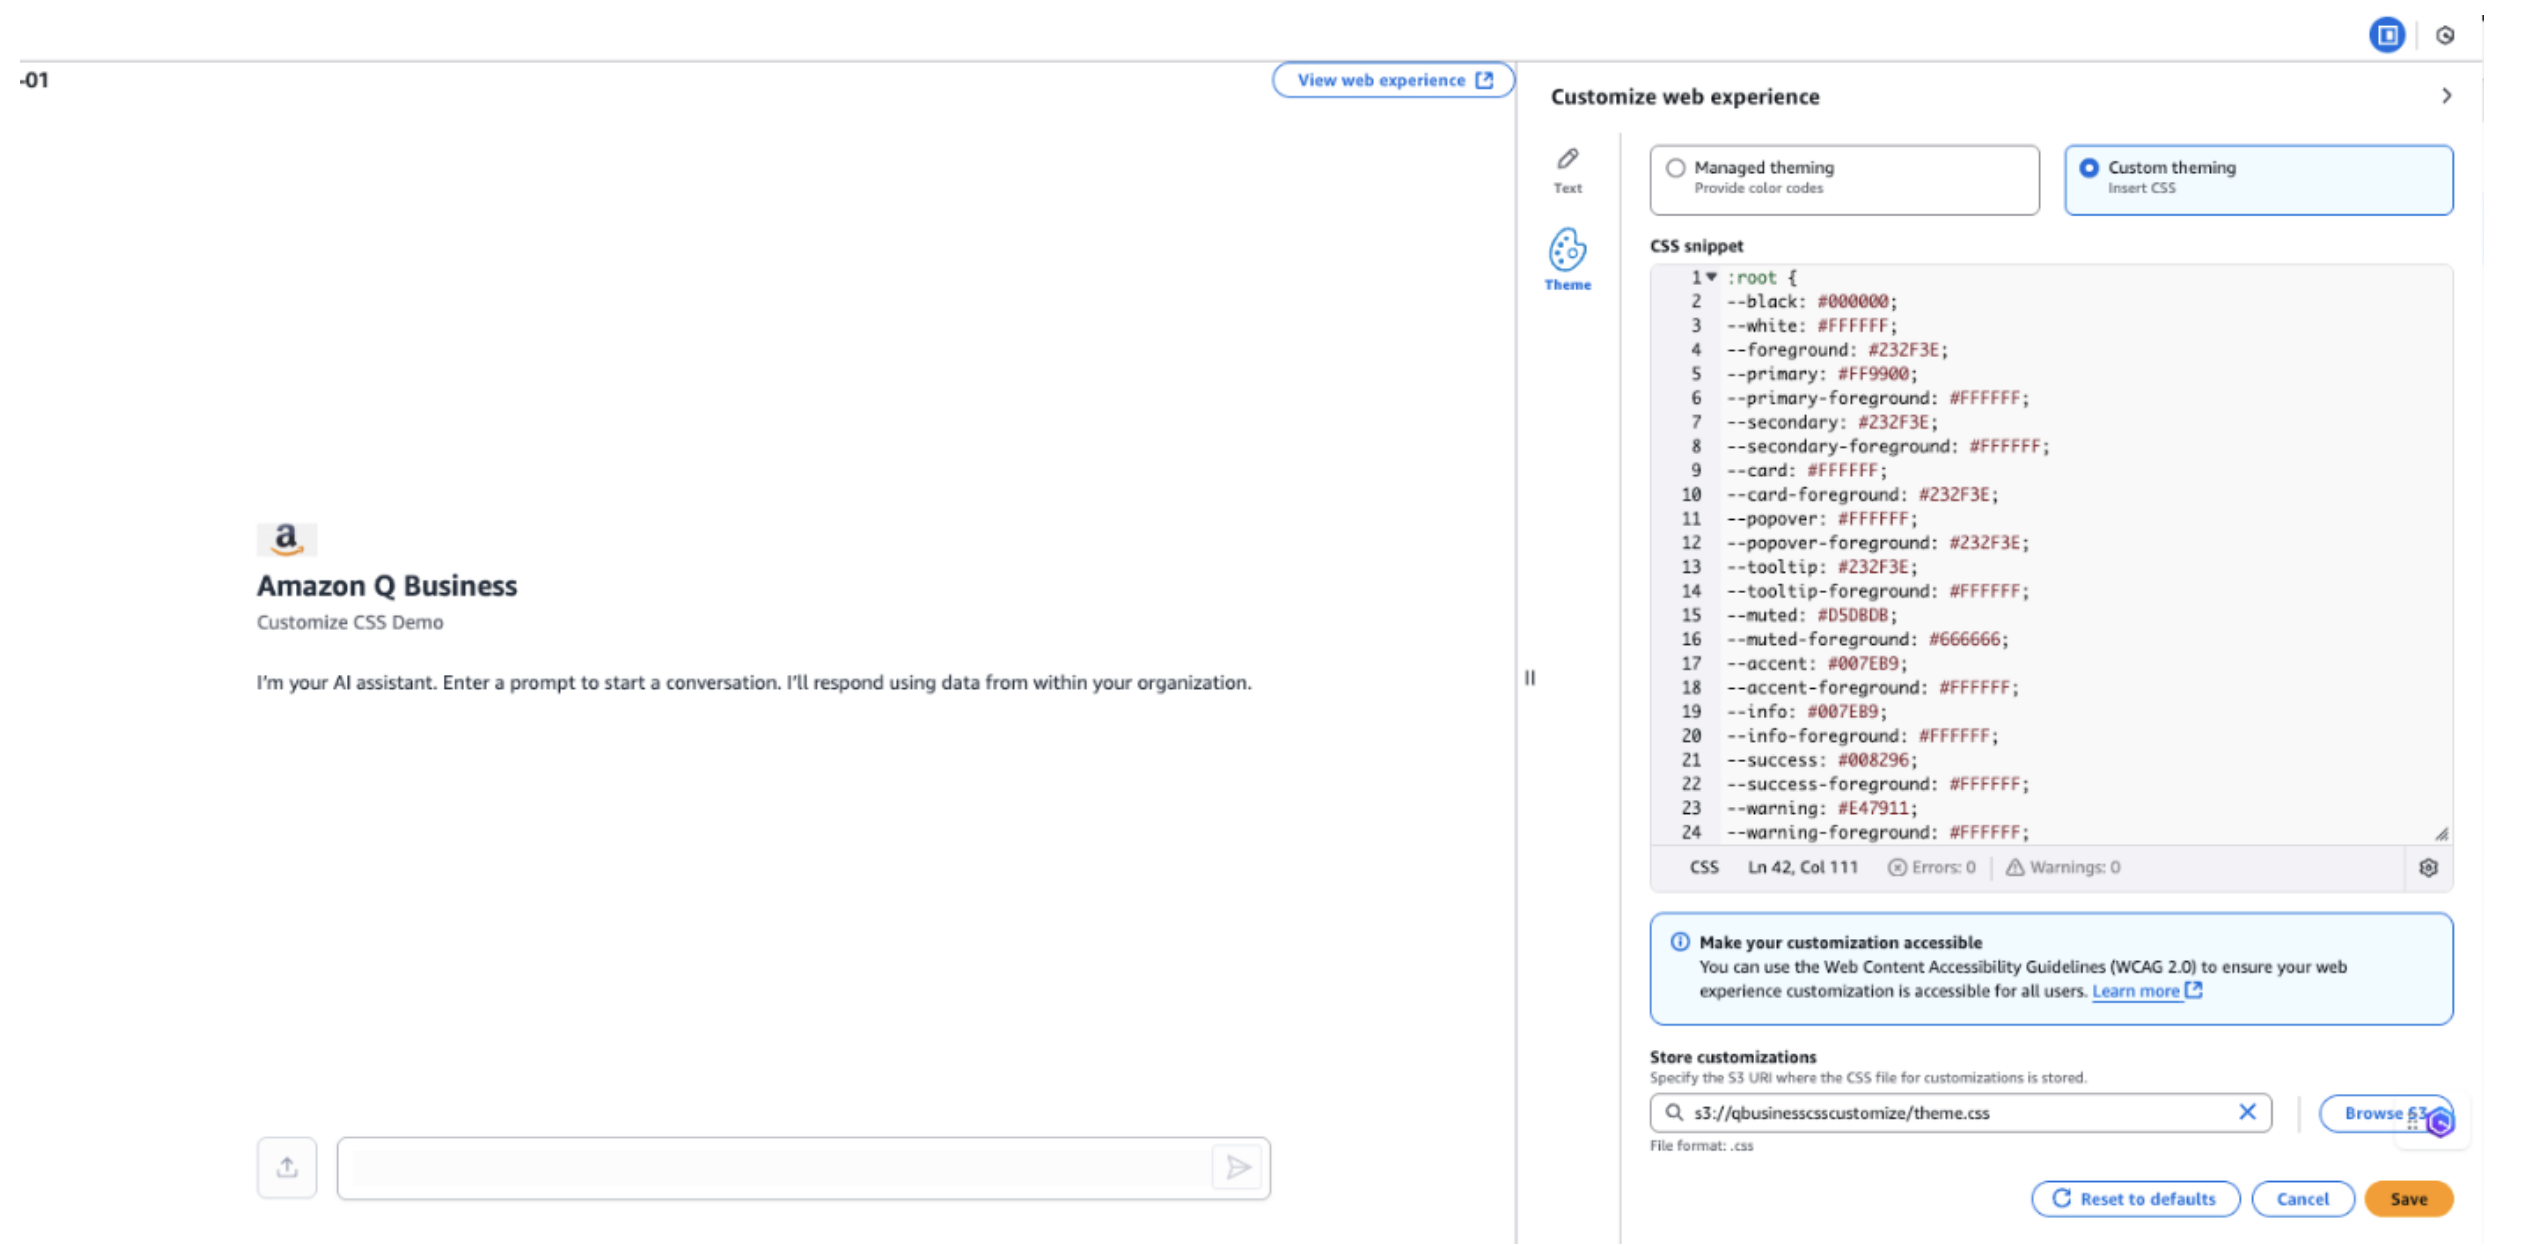 -01
View web experience
Customize web experience
Text
Theme
Managed theming
Provide color codes
Custom theming
Insert CSS
CSS snippet
1 :root {
2 --black: #000000;
3 --white: #FFFFFF;
4 --foreground: #232F3E;
5 --primary: #FF9900;
6 --primary-foreground: #FFFFFF;
7 --secondary: #232F3E;
8 --secondary-foreground: #FFFFFF;
9 --card: #FFFFFF;
10 --card-foreground: #232F3E;
11 --popover: #FFFFFF;
12 --popover-foreground: #232F3E;
13 --tooltip: #232F3E;
14 --tooltip-foreground: #FFFFFF;
15 --muted: #D5DBDB;
16 --muted-foreground: #666666;
17 --accent: #007EB9;
18 --accent-foreground: #FFFFFF;
19 --info: #007EB9;
20 --info-foreground: #FFFFFF;
21 --success: #008296;
22 --success-foreground: #FFFFFF;
23 --warning: #E47911;
24 --warning-foreground: #FFFFFF;
CSS Ln 42, Col 111 Errors: 0 Warnings: 0
Make your customization accessible
You can use the Web Content Accessibility Guidelines (WCAG 2.0) to ensure your web
experience customization is accessible for all users. Learn more
Store customizations
Specify the S3 URI where the CSS file for customizations is stored.
s3://qbusinesscsscustomize/theme.css
Browse S3
File format: .css
Reset to defaults
Cancel
Save
a
Amazon Q Business
Customize CSS Demo
I'm your AI assistant. Enter a prompt to start a conversation. I'll respond using data from within your organization.